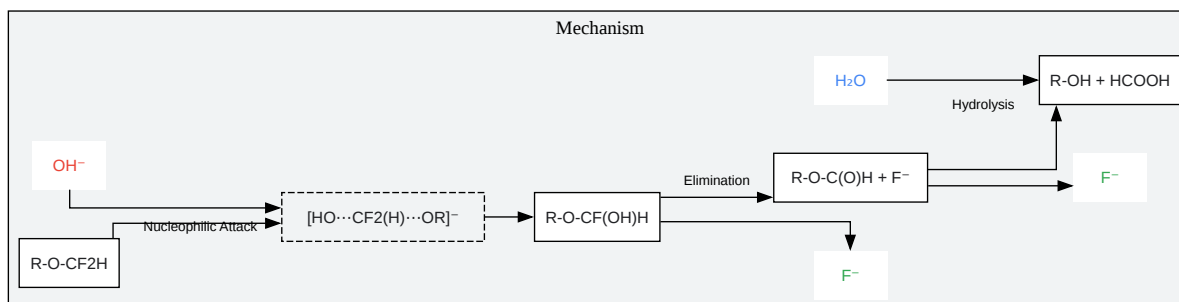 Mechanism
H₂O
R-OH + HCOOH
Hydrolysis
OH⁻
Elimination
R-O-C(O)H + F⁻
F⁻
[HO···CF2(H)···OR]⁻
R-O-CF(OH)H
Nucleophilic Attack
R-O-CF2H
F⁻